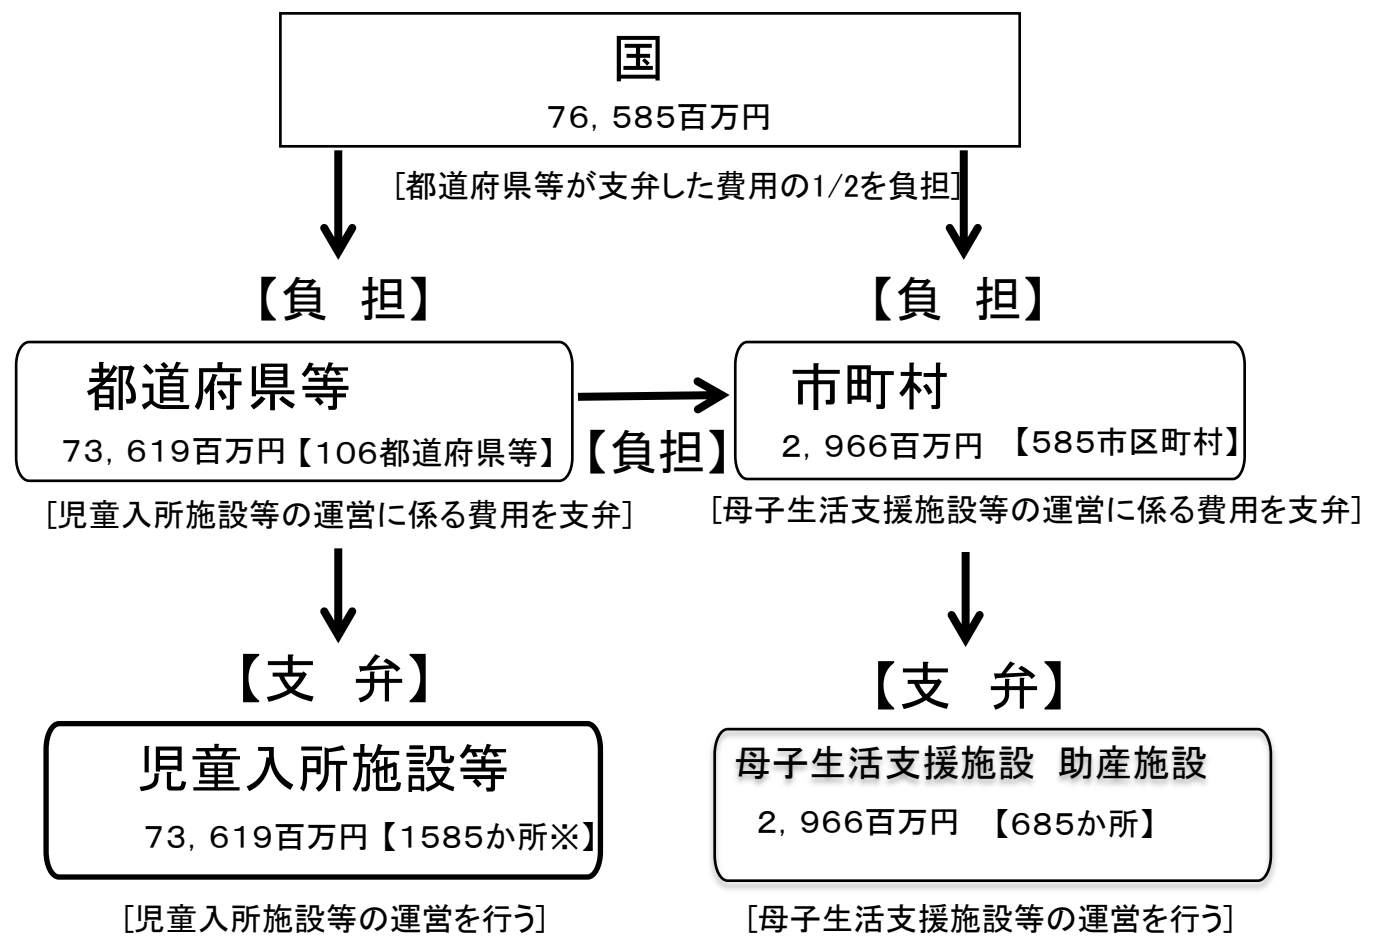 国
７６，５８５百万円
[都道府県等が支弁した費用の1/2を負担]
【負　担】
【負　担】
都道府県等
７３，６１９百万円【１０６都道府県等】
【負担】
市町村
２，９６６百万円　【５８５市区町村】
[児童入所施設等の運営に係る費用を支弁]
[母子生活支援施設等の運営に係る費用を支弁]
【支　弁】
【支　弁】
児童入所施設等
７３，６１９百万円【１５８５か所※】
母子生活支援施設　助産施設
２，９６６百万円　【６８５か所】
[児童入所施設等の運営を行う]
[母子生活支援施設等の運営を行う]